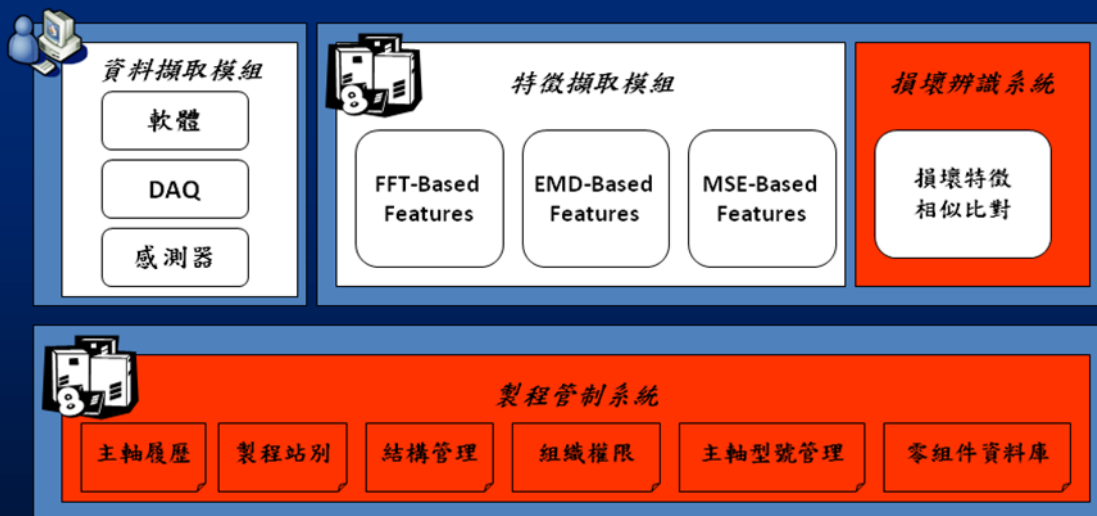 資料擷取模組
軟體
DAQ
感測器
特徵擷取模組
FFT-Based
Features
EMD-Based
Features
MSE-Based
Features
損壞辨識系統
損壞特徵
相似比對
製程管制系統
主軸履歷
製程站別
結構管理
組織權限
主軸型號管理
零組件資料庫